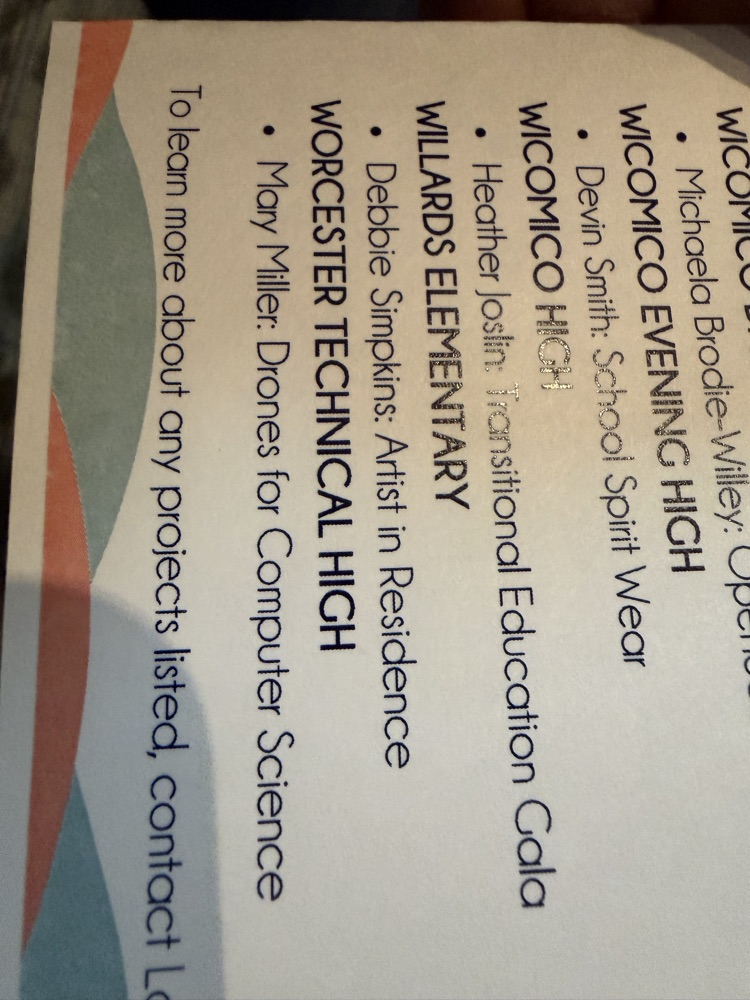 • Michaela Brodie-Willey:
WICOMICO EVENING HIGH
• Devin Smith: School Spirit Wear
WICOMICO HIGH
• Heather Joslin: Transitional Education Gala
WILLARDS ELEMENTARY
• Debbie Simpkins: Artist in Residence
WORCESTER TECHNICAL HIGH
• Mary Miller: Drones for Computer Science
To learn more about any projects listed, contact